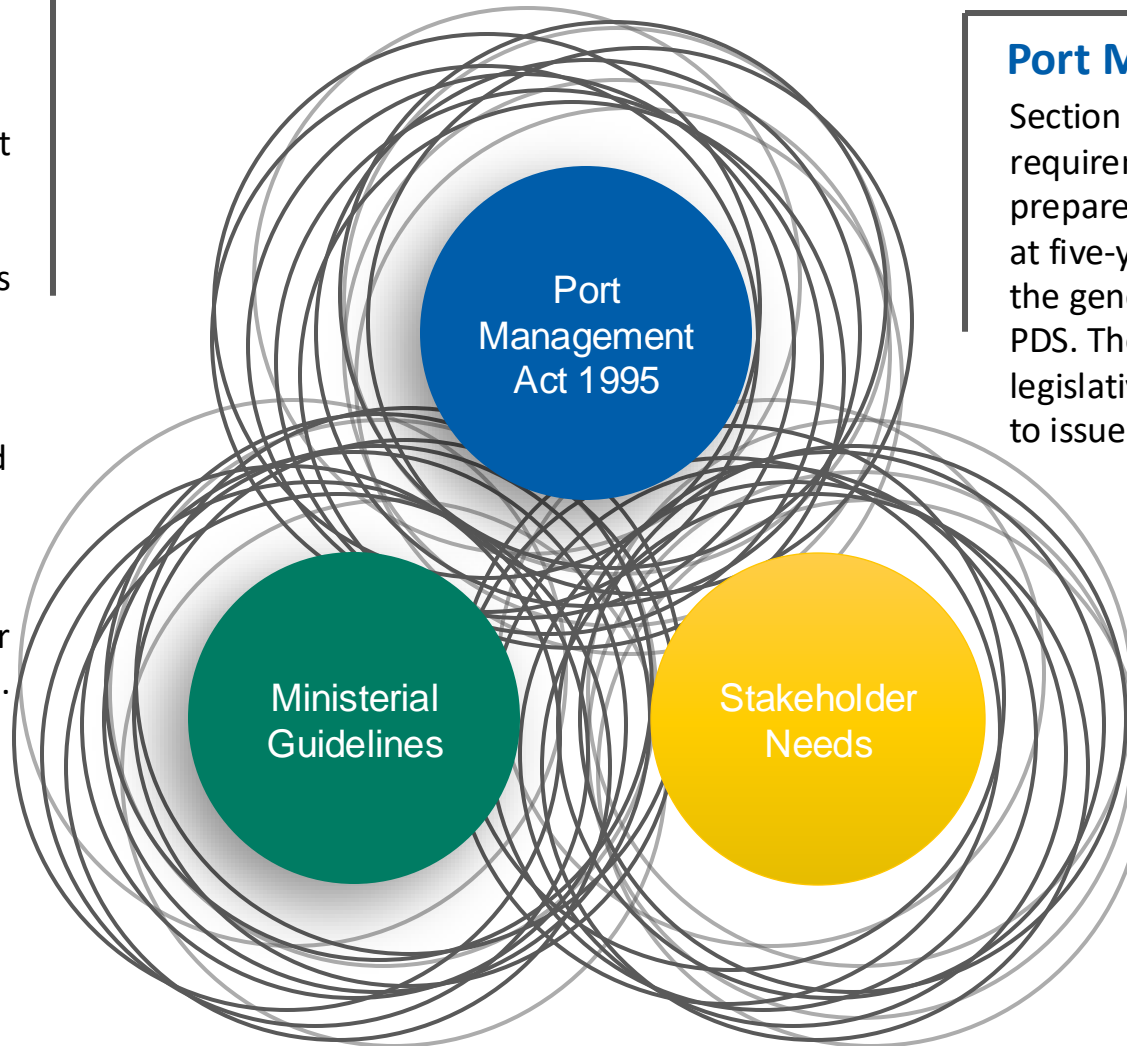 t
s
d
r
.
Port M
Section
requirer
prepare
at five-y
the gene
PDS. The
legislativ
to issue
Port
Management
Act 1995
Ministerial
Guidelines
Stakeholder
Needs